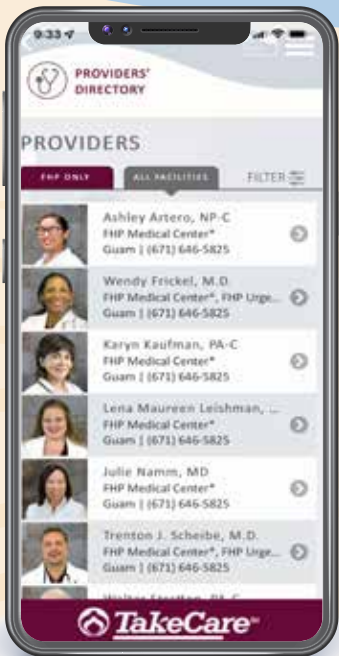 9:33
PROVIDERS'
DIRECTORY
PROVIDERS
FHP ONLY
ALL FACILITIES
FILTER
Ashley Artero, NP-C
FHP Medical Center*
Guam | (671) 646-5825
Wendy Frickel, M.D.
FHP Medical Center*, FHP Urge...
Guam | (671) 646-5825
Karyn Kaufman, PA-C
FHP Medical Center*
Guam | (671) 646-5825
Lena Maureen Leishman, ...
FHP Medical Center*
Guam | (671) 646-5825
Julie Namm, MD
FHP Medical Center*
Guam | (671) 646-5825
Trenton J. Scheibe, M.D.
FHP Medical Center*, FHP Urge...
Guam | (671) 646-5825
TakeCare